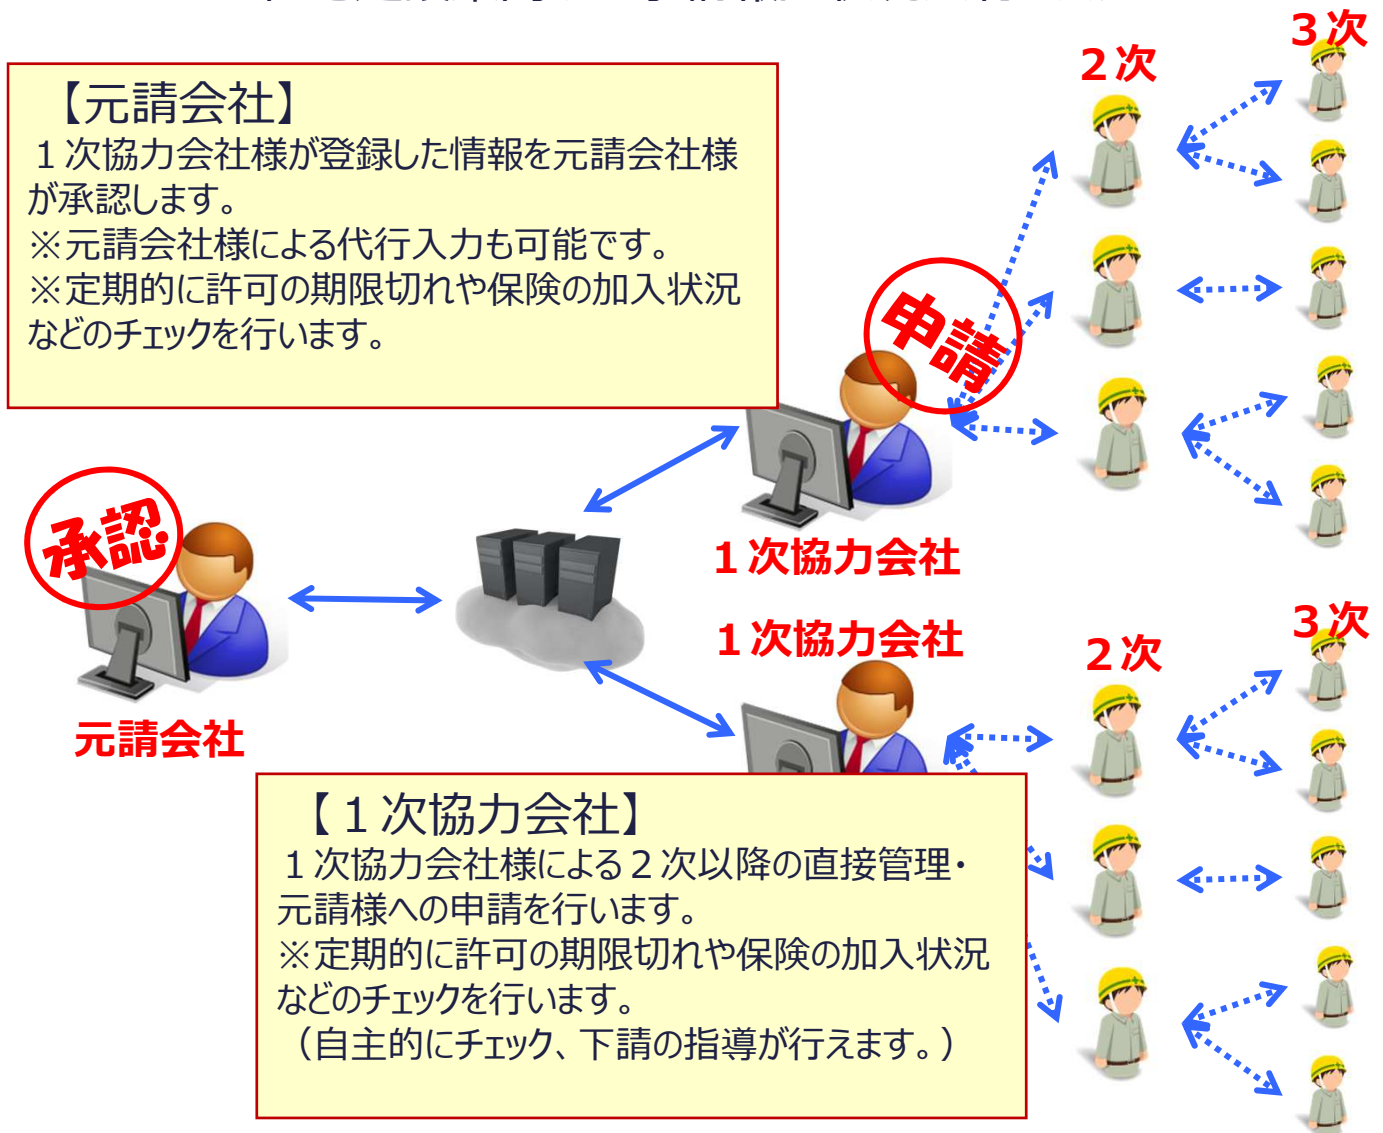 3次
2次
【元請会社】
1次協力会社様が登録した情報を元請会社様
が承認します。
※元請会社様による代行入力も可能です。
※定期的に許可の期限切れや保険の加入状況
などのチェックを行います。
申請
承認
1次協力会社
1次協力会社
3次
2次
元請会社
【1次協力会社】
1次協力会社様による2次以降の直接管理・
元請様への申請を行います。
※定期的に許可の期限切れや保険の加入状況
などのチェックを行います。
（自主的にチェック、下請の指導が行えます。）